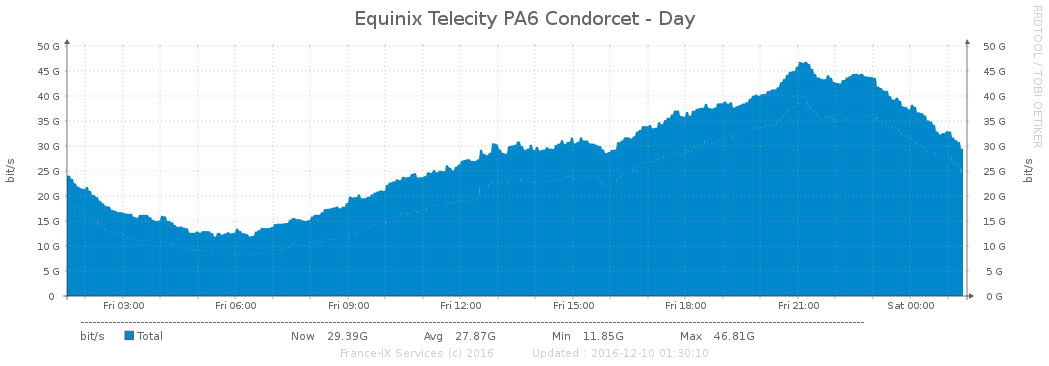 Equinix Telecity PA6 Condorcet - Day
RRDTOOL / TOBI OETIKER
bit/s
50 G
45 G
40 G
35 G
30 G
25 G
20 G
15 G
10 G
5 G
0
50 G
45 G
40 G
35 G
30 G
25 G
20 G
15 G
10 G
5 G
0 G
bit/s
Fri 03:00 Fri 06:00 Fri 09:00 Fri 12:00 Fri 15:00 Fri 18:00 Fri 21:00 Sat 00:00
bit/s Total Now 29.39G Avg 27.87G Min 11.85G Max 46.81G
France-IX Services (c) 2016 Updated : 2016-12-10 01:30:10